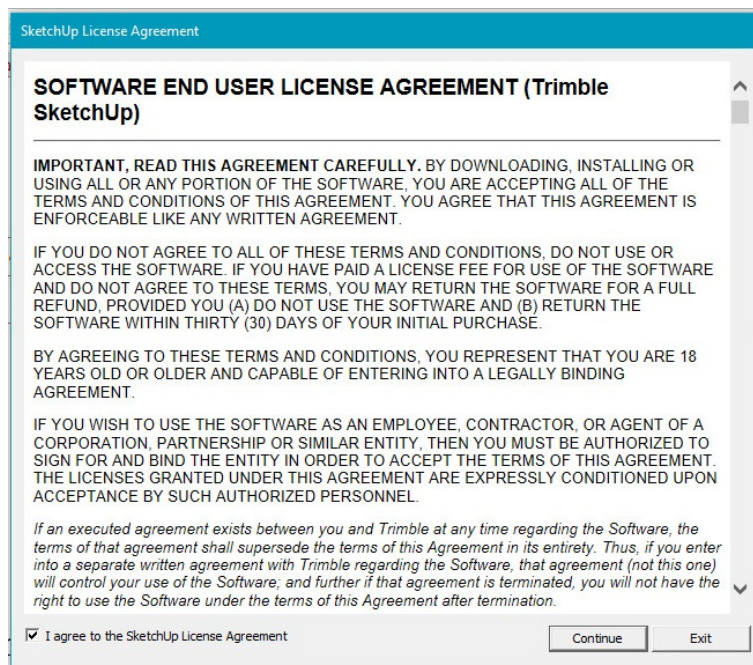 SketchUp License Agreement
SOFTWARE END USER LICENSE AGREEMENT (Trimble
SketchUp)
IMPORTANT, READ THIS AGREEMENT CAREFULLY. BY DOWNLOADING, INSTALLING OR
USING ALL OR ANY PORTION OF THE SOFTWARE, YOU ARE ACCEPTING ALL OF THE
TERMS AND CONDITIONS OF THIS AGREEMENT. YOU AGREE THAT THIS AGREEMENT IS
ENFORCEABLE LIKE ANY WRITTEN AGREEMENT.
IF YOU DO NOT AGREE TO ALL OF THESE TERMS AND CONDITIONS, DO NOT USE OR
ACCESS THE SOFTWARE. IF YOU HAVE PAID A LICENSE FEE FOR USE OF THE SOFTWARE
AND DO NOT AGREE TO THESE TERMS, YOU MAY RETURN THE SOFTWARE FOR A FULL
REFUND, PROVIDED YOU (A) DO NOT USE THE SOFTWARE AND (B) RETURN THE
SOFTWARE WITHIN THIRTY (30) DAYS OF YOUR INITIAL PURCHASE.
BY AGREEING TO THESE TERMS AND CONDITIONS, YOU REPRESENT THAT YOU ARE 18
YEARS OLD OR OLDER AND CAPABLE OF ENTERING INTO A LEGALLY BINDING
AGREEMENT.
IF YOU WISH TO USE THE SOFTWARE AS AN EMPLOYEE, CONTRACTOR, OR AGENT OF A
CORPORATION, PARTNERSHIP OR SIMILAR ENTITY, THEN YOU MUST BE AUTHORIZED TO
SIGN FOR AND BIND THE ENTITY IN ORDER TO ACCEPT THE TERMS OF THIS AGREEMENT.
THE LICENSES GRANTED UNDER THIS AGREEMENT ARE EXPRESSLY CONDITIONED UPON
ACCEPTANCE BY SUCH AUTHORIZED PERSONNEL.
If an executed agreement exists between you and Trimble at any time regarding the Software, the
terms of that agreement shall supersede the terms of this Agreement in its entirety. Thus, if you enter
into a separate written agreement with Trimble regarding the Software, that agreement (not this one)
will control your use of the Software; and further if that agreement is terminated, you will not have the
right to use the Software under the terms of this Agreement after termination.
I agree to the SketchUp License Agreement
Continue
Exit